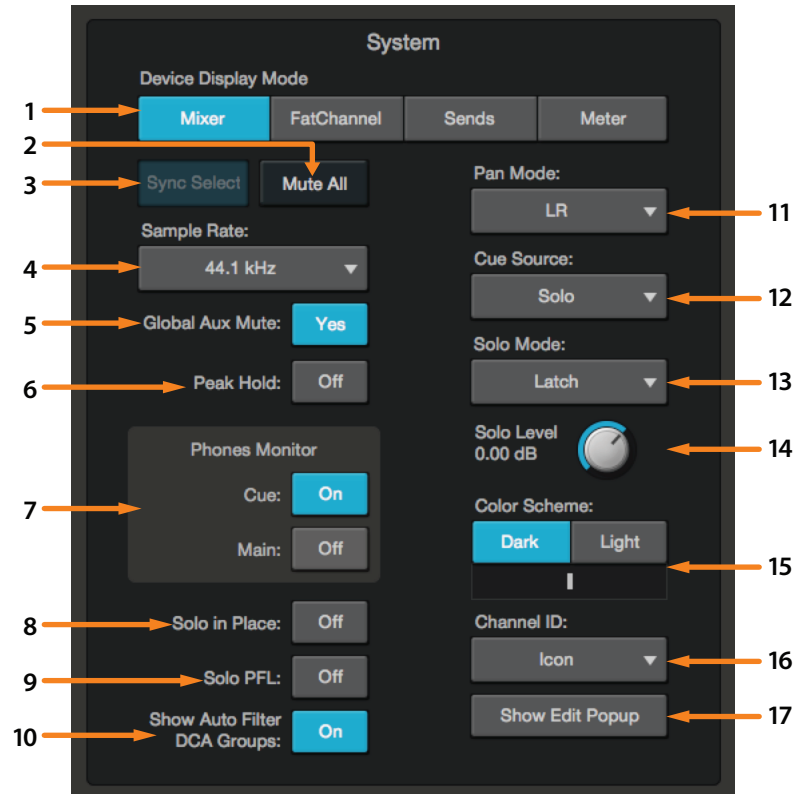 System
Device Display Mode
1 Mixer FatChannel Sends Meter
2
3 Sync Select Mute All
Sample Rate:
4 44.1 kHz
5 Global Aux Mute: Yes
6 Peak Hold: Off
Phones Monitor
7
Cue: On
Main: Off
8 Solo in Place: Off
9 Solo PFL: Off
10 Show Auto Filter
DCA Groups: On
Pan Mode:
LR 11
Cue Source:
Solo 12
Solo Mode:
Latch 13
Solo Level
0.00 dB 14
Color Scheme:
Dark Light
15
Channel ID:
Icon 16
Show Edit Popup 17